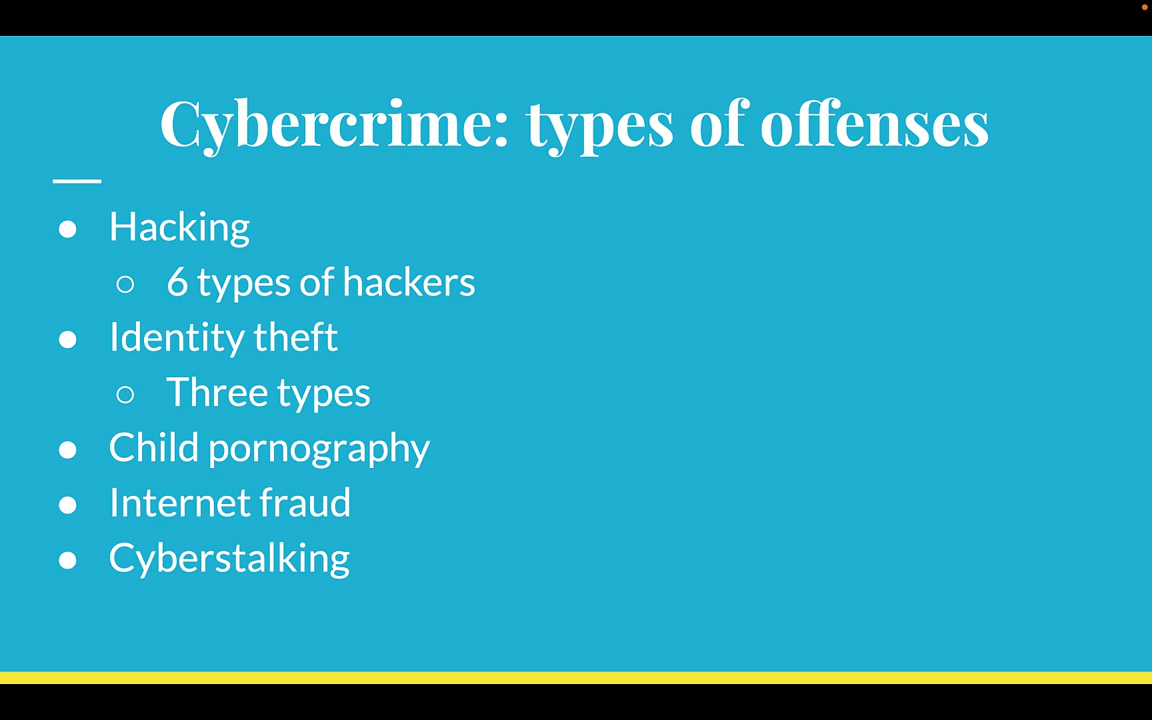 Cybercrime: types of offenses
● Hacking
○ 6 types of hackers
● Identity theft
○ Three types
● Child pornography
● Internet fraud
● Cyberstalking